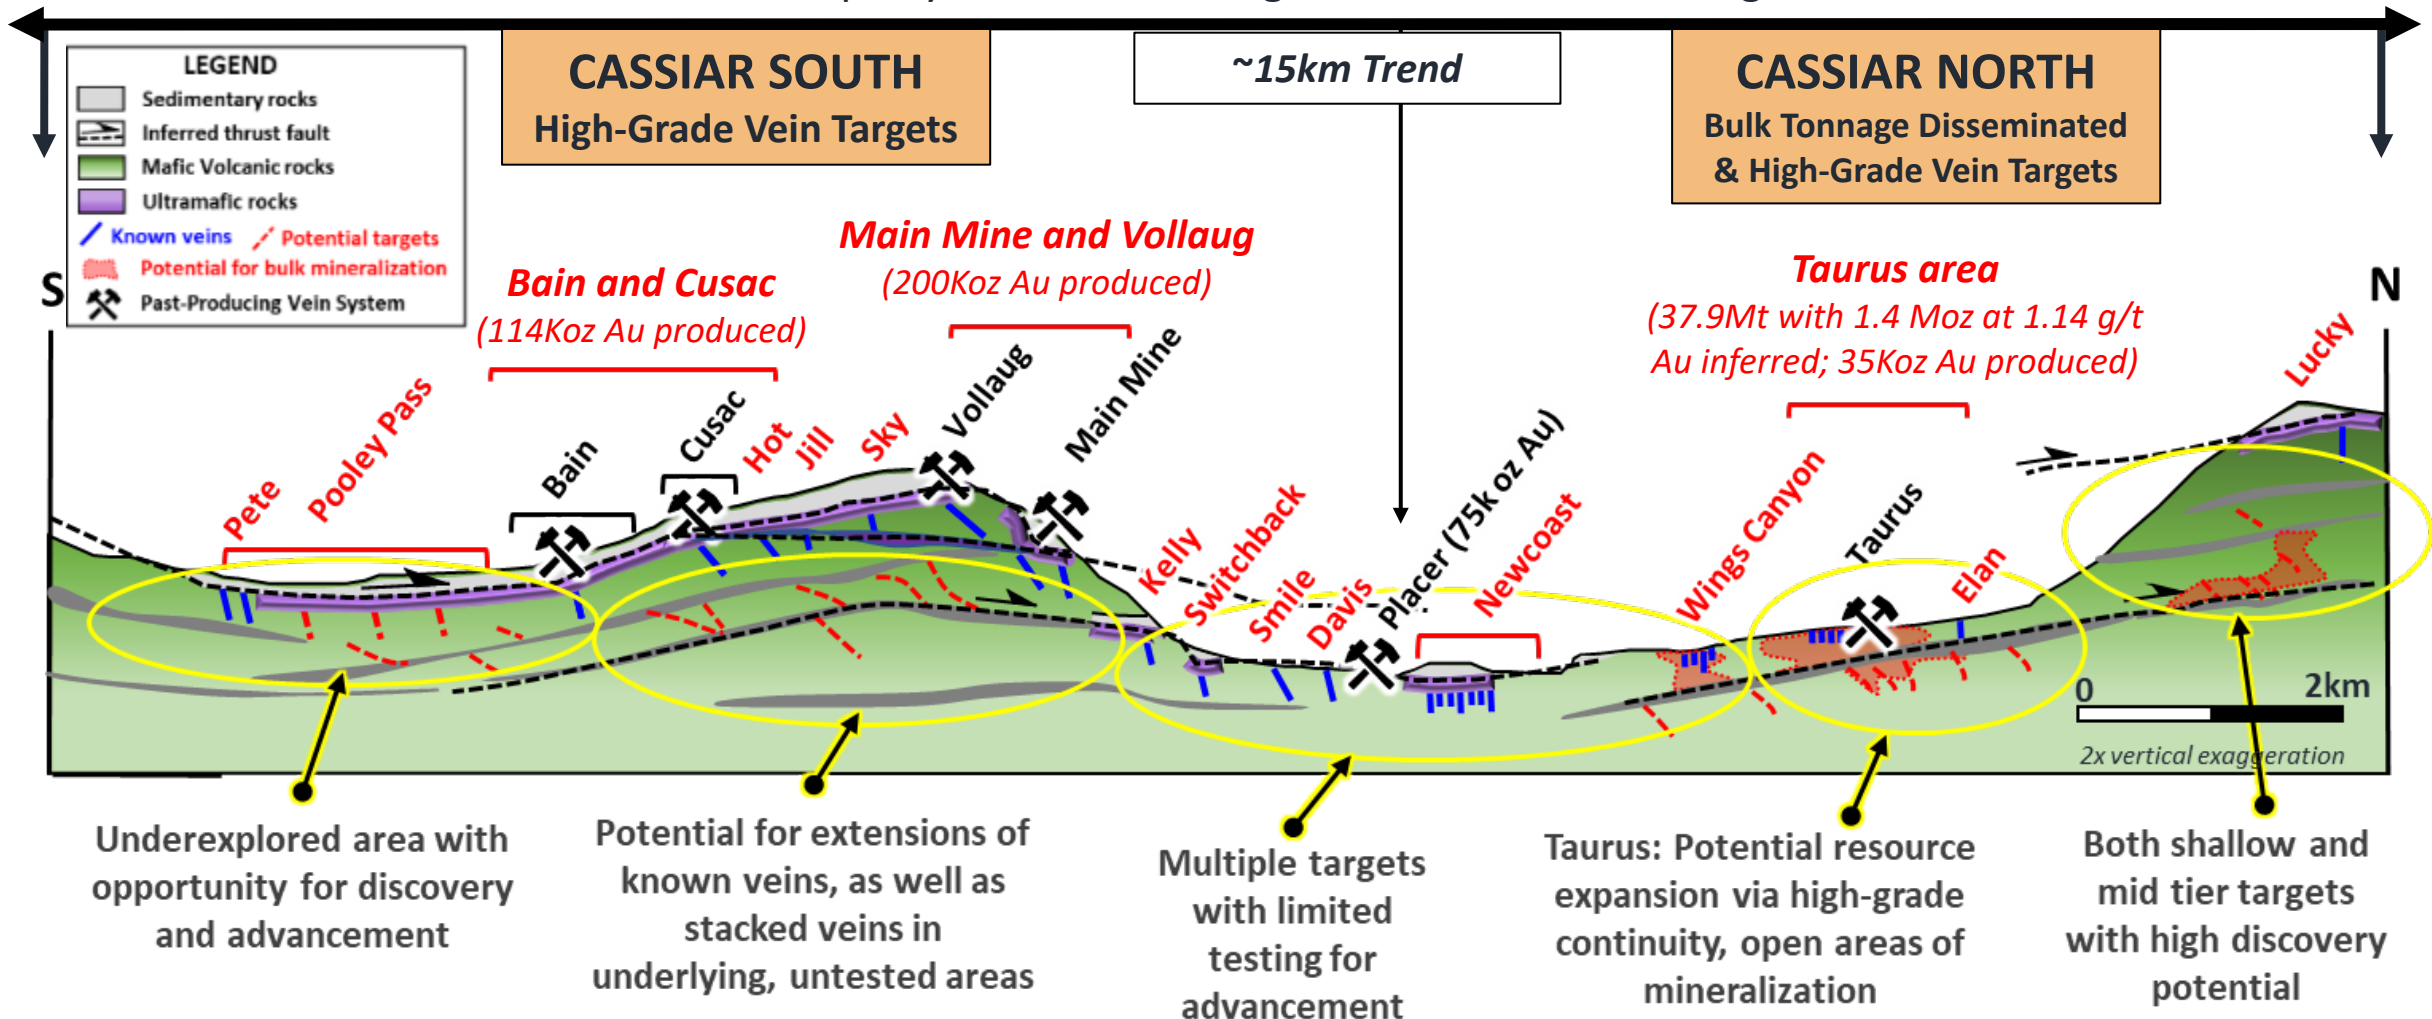 CASSIAR SOUTH
High-Grade Vein Targets
~15km Trend
CASSIAR NORTH
Bulk Tonnage Disseminated
& High-Grade Vein Targets
LEGEND
Sedimentary rocks
Inferred thrust fault
Mafic Volcanic rocks
Ultramafic rocks
Known veins
Potential targets
Potential for bulk mineralization
Past-Producing Vein System
S
N
Bain and Cusac
(114Koz Au produced)
Main Mine and Vollaug
(200Koz Au produced)
Taurus area
(37.9Mt with 1.4 Moz at 1.14 g/t
Au inferred; 35Koz Au produced)
Pete
Pooley Pass
Bain
Cusac
Hot
Jill
Sky
Vollaug
Main Mine
Kelly
Switchback
Smile
Davis
Placer (75k oz Au)
Newcoast
Wings Canyon
Taurus
Elan
Lucky
0
2km
2x vertical exaggeration
Underexplored area with
opportunity for discovery
and advancement
Potential for extensions of
known veins, as well as
stacked veins in
underlying, untested areas
Multiple targets
with limited
testing for
advancement
Taurus: Potential resource
expansion via high-grade
continuity, open areas of
mineralization
Both shallow and
mid tier targets
with high discovery
potential